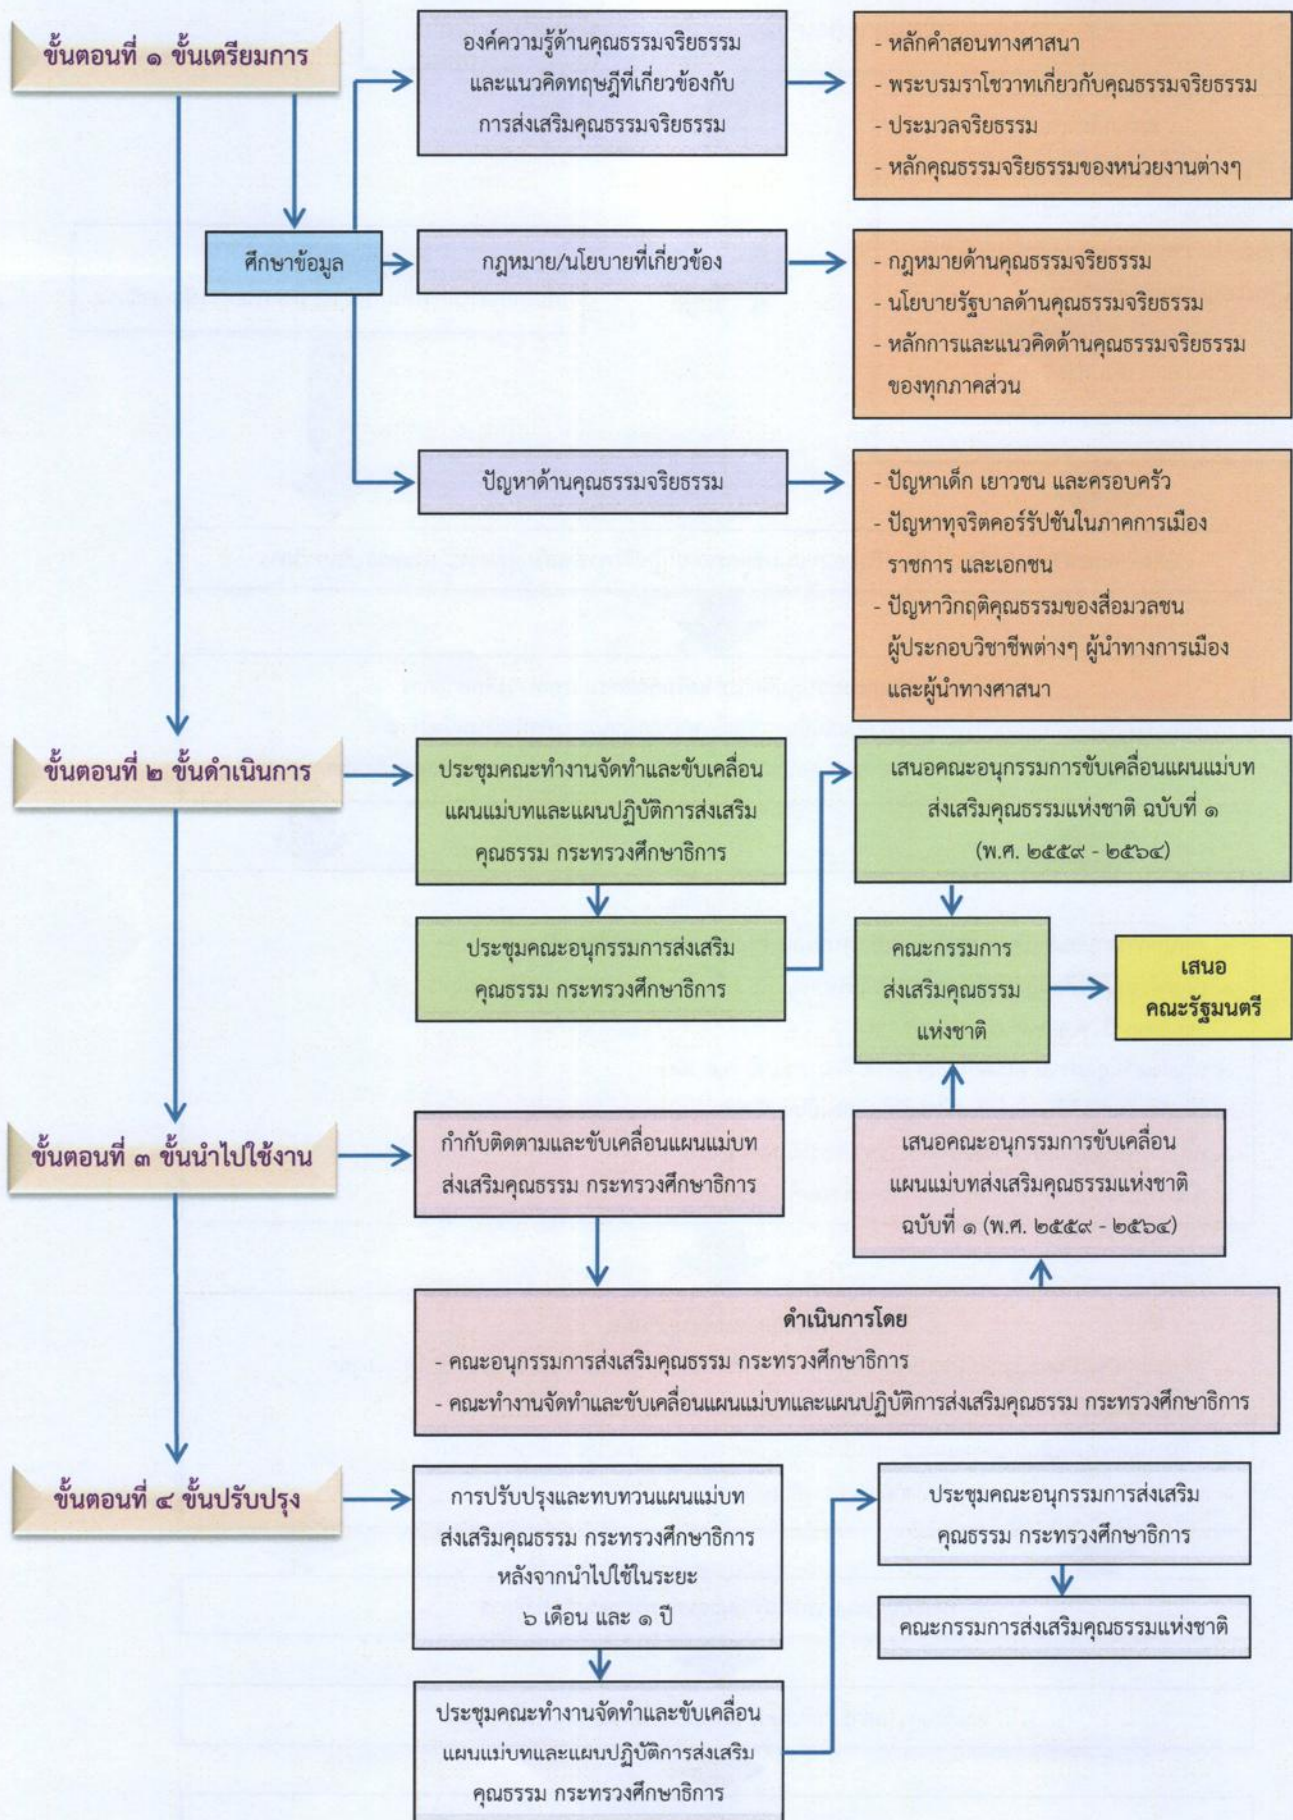 ขั้นตอนที่ ๑ ขั้นเตรียมการ
องค์ความรู้ด้านคุณธรรมจริยธรรม
และแนวคิดทฤษฎีที่เกี่ยวข้องกับ
การส่งเสริมคุณธรรมจริยธรรม
- หลักคำสอนทางศาสนา
- พระบรมราโชวาทเกี่ยวกับคุณธรรมจริยธรรม
- ประมวลจริยธรรม
- หลักคุณธรรมจริยธรรมของหน่วยงานต่างๆ
ศึกษาข้อมูล
กฎหมาย/นโยบายที่เกี่ยวข้อง
- กฎหมายด้านคุณธรรมจริยธรรม
- นโยบายรัฐบาลด้านคุณธรรมจริยธรรม
- หลักการและแนวคิดด้านคุณธรรมจริยธรรม
ของทุกภาคส่วน
ปัญหาด้านคุณธรรมจริยธรรม
- ปัญหาเด็ก เยาวชน และครอบครัว
- ปัญหาทุจริตคอร์รัปชันในภาคการเมือง
ราชการ และเอกชน
- ปัญหาวิกฤติคุณธรรมของสื่อมวลชน
ผู้ประกอบวิชาชีพต่างๆ ผู้นำทางการเมือง
และผู้นำทางศาสนา
ขั้นตอนที่ ๒ ขั้นดำเนินการ
ประชุมคณะทำงานจัดทำและขับเคลื่อน
แผนแม่บทและแผนปฏิบัติการส่งเสริม
คุณธรรม กระทรวงศึกษาธิการ
เสนอคณะอนุกรรมการขับเคลื่อนแผนแม่บท
ส่งเสริมคุณธรรมแห่งชาติ ฉบับที่ ๑
(พ.ศ. ๒๕๕๙ - ๒๕๖๔)
ประชุมคณะอนุกรรมการส่งเสริม
คุณธรรม กระทรวงศึกษาธิการ
คณะกรรมการ
ส่งเสริมคุณธรรม
แห่งชาติ
เสนอ
คณะรัฐมนตรี
ขั้นตอนที่ ๓ ขั้นนำไปใช้งาน
กำกับติดตามและขับเคลื่อนแผนแม่บท
ส่งเสริมคุณธรรม กระทรวงศึกษาธิการ
เสนอคณะอนุกรรมการขับเคลื่อน
แผนแม่บทส่งเสริมคุณธรรมแห่งชาติ
ฉบับที่ ๑ (พ.ศ. ๒๕๕๙ - ๒๕๖๔)
ดำเนินการโดย
- คณะอนุกรรมการส่งเสริมคุณธรรม กระทรวงศึกษาธิการ
- คณะทำงานจัดทำและขับเคลื่อนแผนแม่บทและแผนปฏิบัติการส่งเสริมคุณธรรม กระทรวงศึกษาธิการ
ขั้นตอนที่ ๔ ขั้นปรับปรุง
การปรับปรุงและทบทวนแผนแม่บท
ส่งเสริมคุณธรรม กระทรวงศึกษาธิการ
หลังจากนำไปใช้ในระยะ
๖ เดือน และ ๑ ปี
ประชุมคณะอนุกรรมการส่งเสริม
คุณธรรม กระทรวงศึกษาธิการ
คณะกรรมการส่งเสริมคุณธรรมแห่งชาติ
ประชุมคณะทำงานจัดทำและขับเคลื่อน
แผนแม่บทและแผนปฏิบัติการส่งเสริม
คุณธรรม กระทรวงศึกษาธิการ